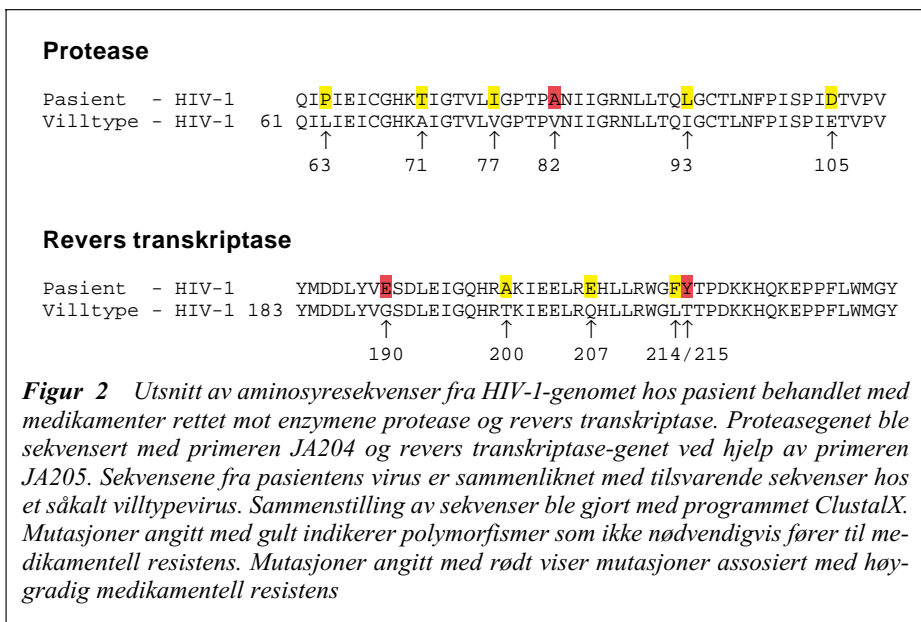 Protease
Pasient - HIV-1 QIPIEICGHKTIGTVLIGPTPANIIGRNLLTQLGCTLNFPISPIDTVPV
Villtype - HIV-1 61 QILIEICGHKAIGTVLVGPTPVNIIGRNLLTQIGCTLNFPISPIETVPV
↑ ↑ ↑ ↑ ↑ ↑
63 71 77 82 93 105
Revers transkriptase
Pasient - HIV-1 YMDDLYVESDLEIGQHRAKIEELREHLLRWGFYTPDKKHQKEPPFLWMGY
Villtype - HIV-1 183 YMDDLYVGSDLEIGQHRTKIEELRQHLLRWGLTTPDKKHQKEPPFLWMGY
↑ ↑ ↑ ↑↑
190 200 207 214/215
Figur 2 Utsnitt av aminosyresekvenser fra HIV-1-genomet hos pasient behandlet med
medikamenter rettet mot enzymene protease og revers transkriptase. Proteasegenet ble
sekvensert med primeren JA204 og revers transkriptase-genet ved hjelp av primeren
JA205. Sekvensene fra pasientens virus er sammenliknet med tilsvarende sekvenser hos
et såkalt villtypevirus. Sammenstilling av sekvenser ble gjort med programmet ClustalX.
Mutasjoner angitt med gult indikerer polymorfismer som ikke nødvendigvis fører til me-
dikamentell resistens. Mutasjoner angitt med rødt viser mutasjoner assosiert med høy-
gradig medikamentell resistens